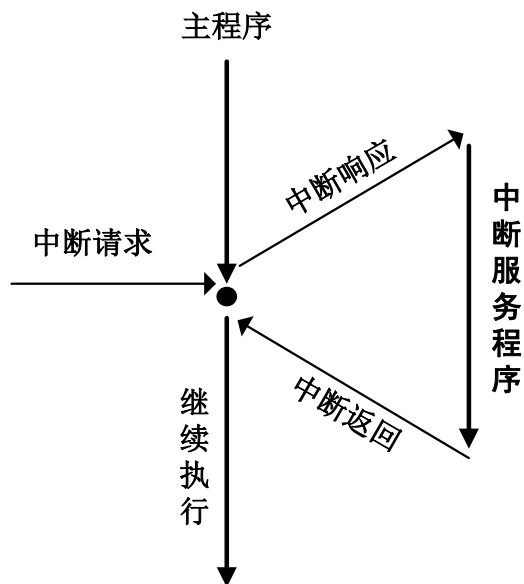 主程序
中断请求
中断响应
中断服务程序
中断返回
继续执行